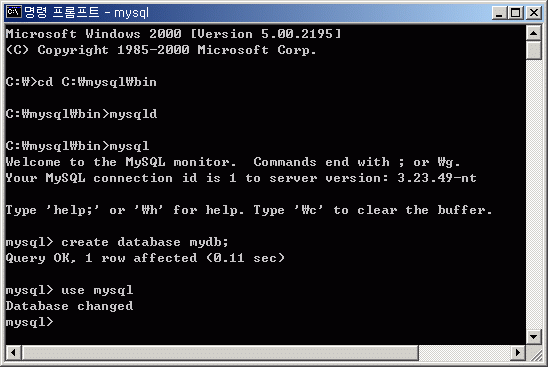 명령 프롬프트 - mysql
Microsoft Windows 2000 [Version 5.00.2195]
(C) Copyright 1985-2000 Microsoft Corp.
C:₩>cd C:₩mysql₩bin
C:₩mysql₩bin>mysqld
C:₩mysql₩bin>mysql
Welcome to the MySQL monitor.  Commands end with ; or ₩g.
Your MySQL connection id is 1 to server version: 3.23.49-nt
Type 'help;' or '₩h' for help. Type '₩c' to clear the buffer.
mysql> create database mydb;
Query OK, 1 row affected (0.11 sec)
mysql> use mysql
Database changed
mysql>